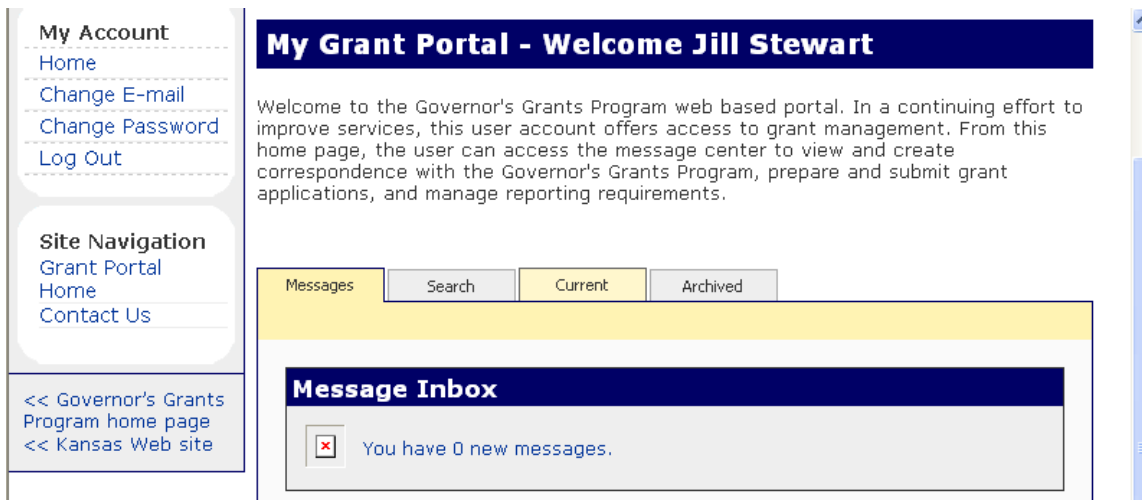 My Account
Home
Change E-mail
Change Password
Log Out
Site Navigation
Grant Portal
Home
Contact Us
<< Governor's Grants
Program home page
<< Kansas Web site
My Grant Portal - Welcome Jill Stewart
Welcome to the Governor's Grants Program web based portal. In a continuing effort to
improve services, this user account offers access to grant management. From this
home page, the user can access the message center to view and create
correspondence with the Governor's Grants Program, prepare and submit grant
applications, and manage reporting requirements.
Messages Search Current Archived
Message Inbox
You have 0 new messages.